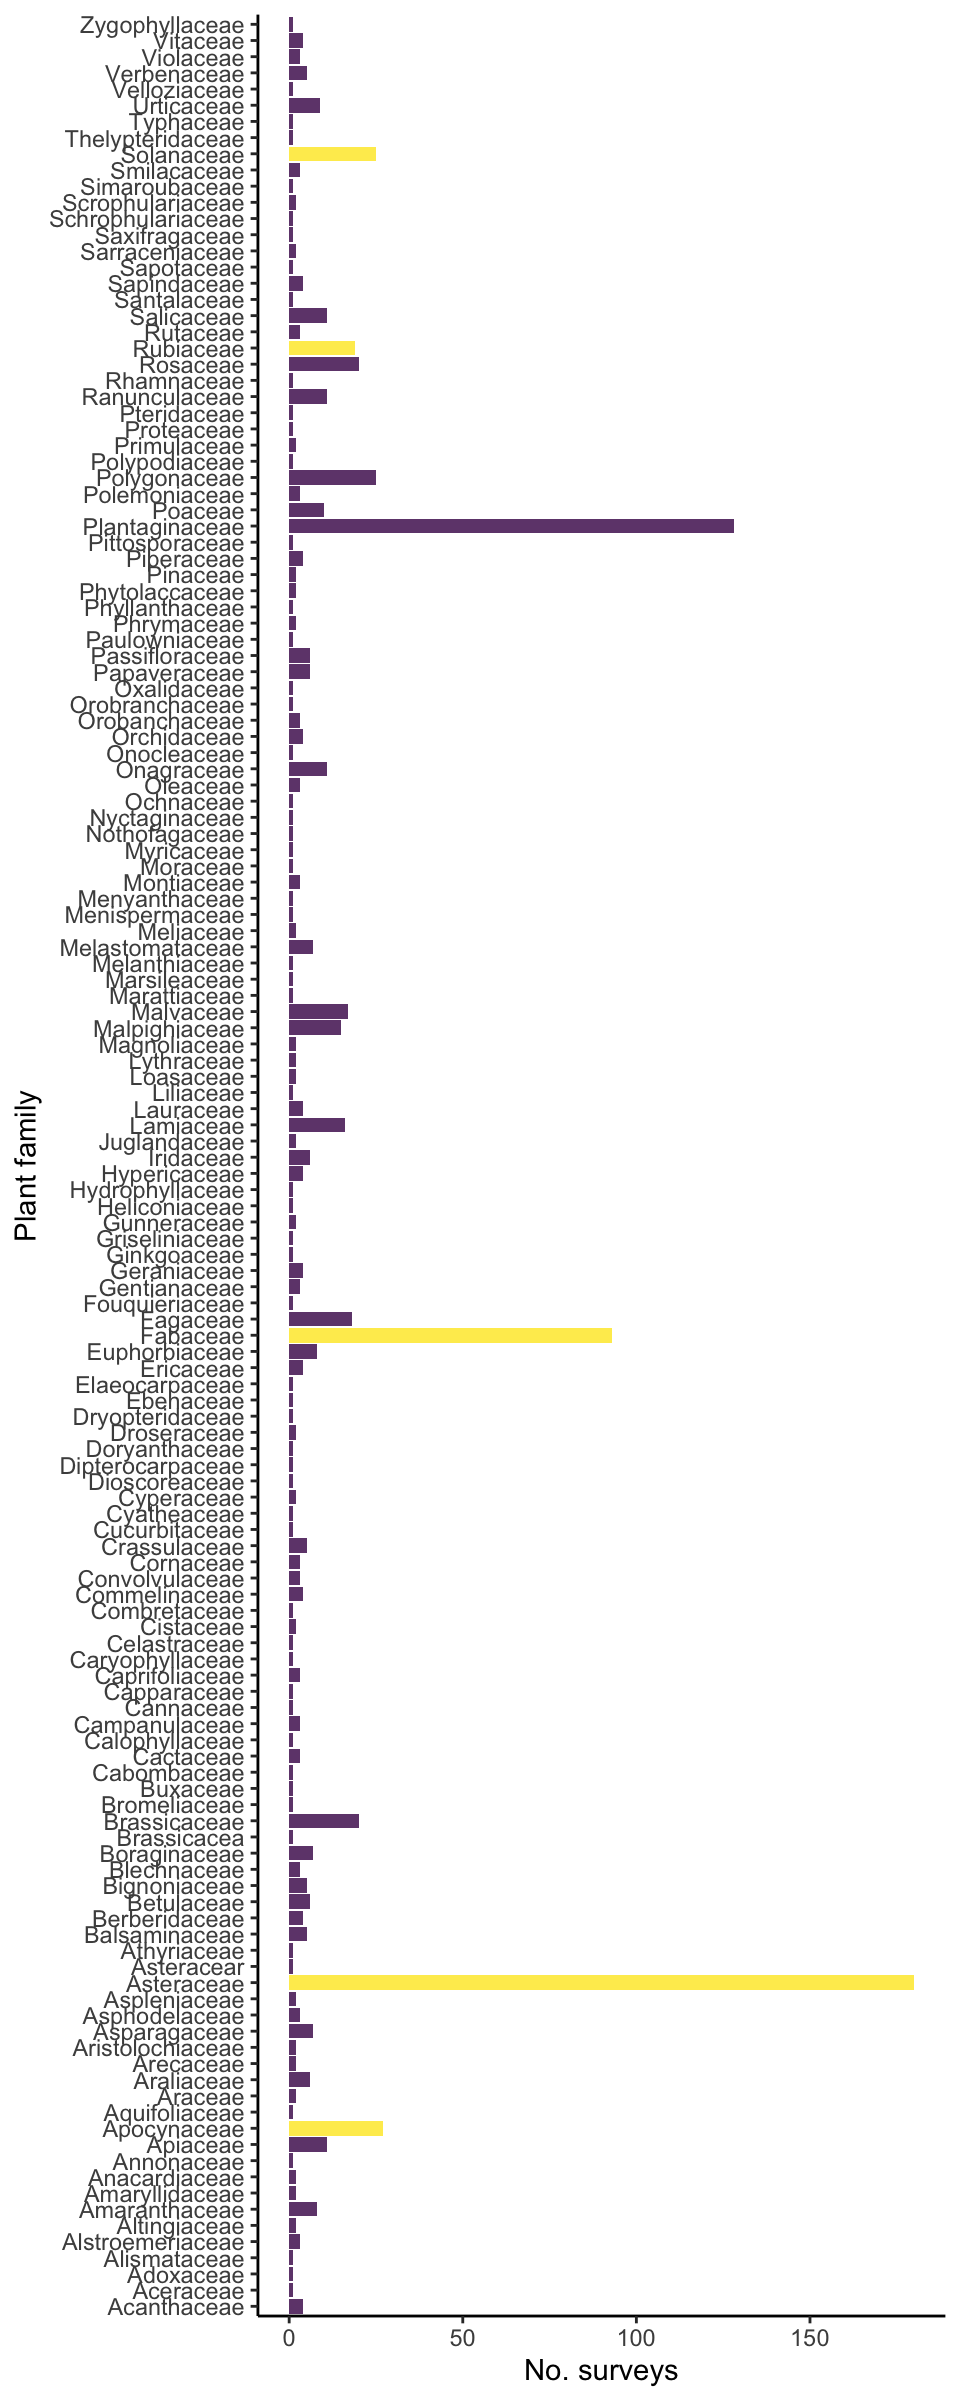 Zygophyllaceae
Vitaceae
Violaceae
Verbenaceae
Velloziaceae
Urticaceae
Typhaceae
Thelypteridaceae
Solanaceae
Smilacaceae
Simaroubaceae
Scrophulariaceae
Schrophulariaceae
Saxifragaceae
Sarraceniaceae
Sapotaceae
Sapindaceae
Santalaceae
Salicaceae
Rutaceae
Rubiaceae
Rosaceae
Rhamnaceae
Ranunculaceae
Pteridaceae
Proteaceae
Primulaceae
Polypodiaceae
Polygonaceae
Polemoniaceae
Poaceae
Plantaginaceae
Pittosporaceae
Piperaceae
Pinaceae
Phytolaccaceae
Phyllanthaceae
Phrymaceae
Paulowniaceae
Passifloraceae
Papaveraceae
Oxalidaceae
Orobranchaceae
Orobanchaceae
Orchidaceae
Onocleaceae
Onagraceae
Oleaceae
Ochnaceae
Nyctaginaceae
Nothofagaceae
Myricaceae
Moraceae
Montiaceae
Menyanthaceae
Menispermaceae
Meliaceae
Melastomataceae
Melanthiaceae
Marsileaceae
Marattiaceae
Malvaceae
Malpighiaceae
Magnoliaceae
Lythraceae
Loasaceae
Liliaceae
Lauraceae
Lamiaceae
Juglandaceae
Iridaceae
Hypericaceae
Hydrophyllaceae
Heliconiaceae
Gunneraceae
Griseliniaceae
Ginkgoaceae
Geraniaceae
Gentianaceae
Fouquieriaceae
Fagaceae
Fabaceae
Euphorbiaceae
Ericaceae
Elaeocarpaceae
Ebenaceae
Dryopteridaceae
Droseraceae
Doryanthaceae
Dipterocarpaceae
Dioscoreaceae
Cyperaceae
Cyatheaceae
Cucurbitaceae
Crassulaceae
Cornaceae
Convolvulaceae
Commelinaceae
Combretaceae
Cistaceae
Celastraceae
Caryophyllaceae
Caprifoliaceae
Capparaceae
Cannaceae
Campanulaceae
Calophyllaceae
Cactaceae
Cabombaceae
Buxaceae
Bromeliaceae
Brassicaceae
Brassicacea
Boraginaceae
Blechnaceae
Bignoniaceae
Betulaceae
Berberidaceae
Balsaminaceae
Athyriaceae
Asteracear
Asteraceae
Aspleniaceae
Asphodelaceae
Asparagaceae
Aristolochiaceae
Arecaceae
Araliaceae
Araceae
Aquifoliaceae
Apocynaceae
Apiaceae
Annonaceae
Anacardiaceae
Amaryllidaceae
Amaranthaceae
Altingiaceae
Alstroemeriaceae
Alismataceae
Adoxaceae
Aceraceae
Acanthaceae
Plant family
0 50 100 150
No. surveys